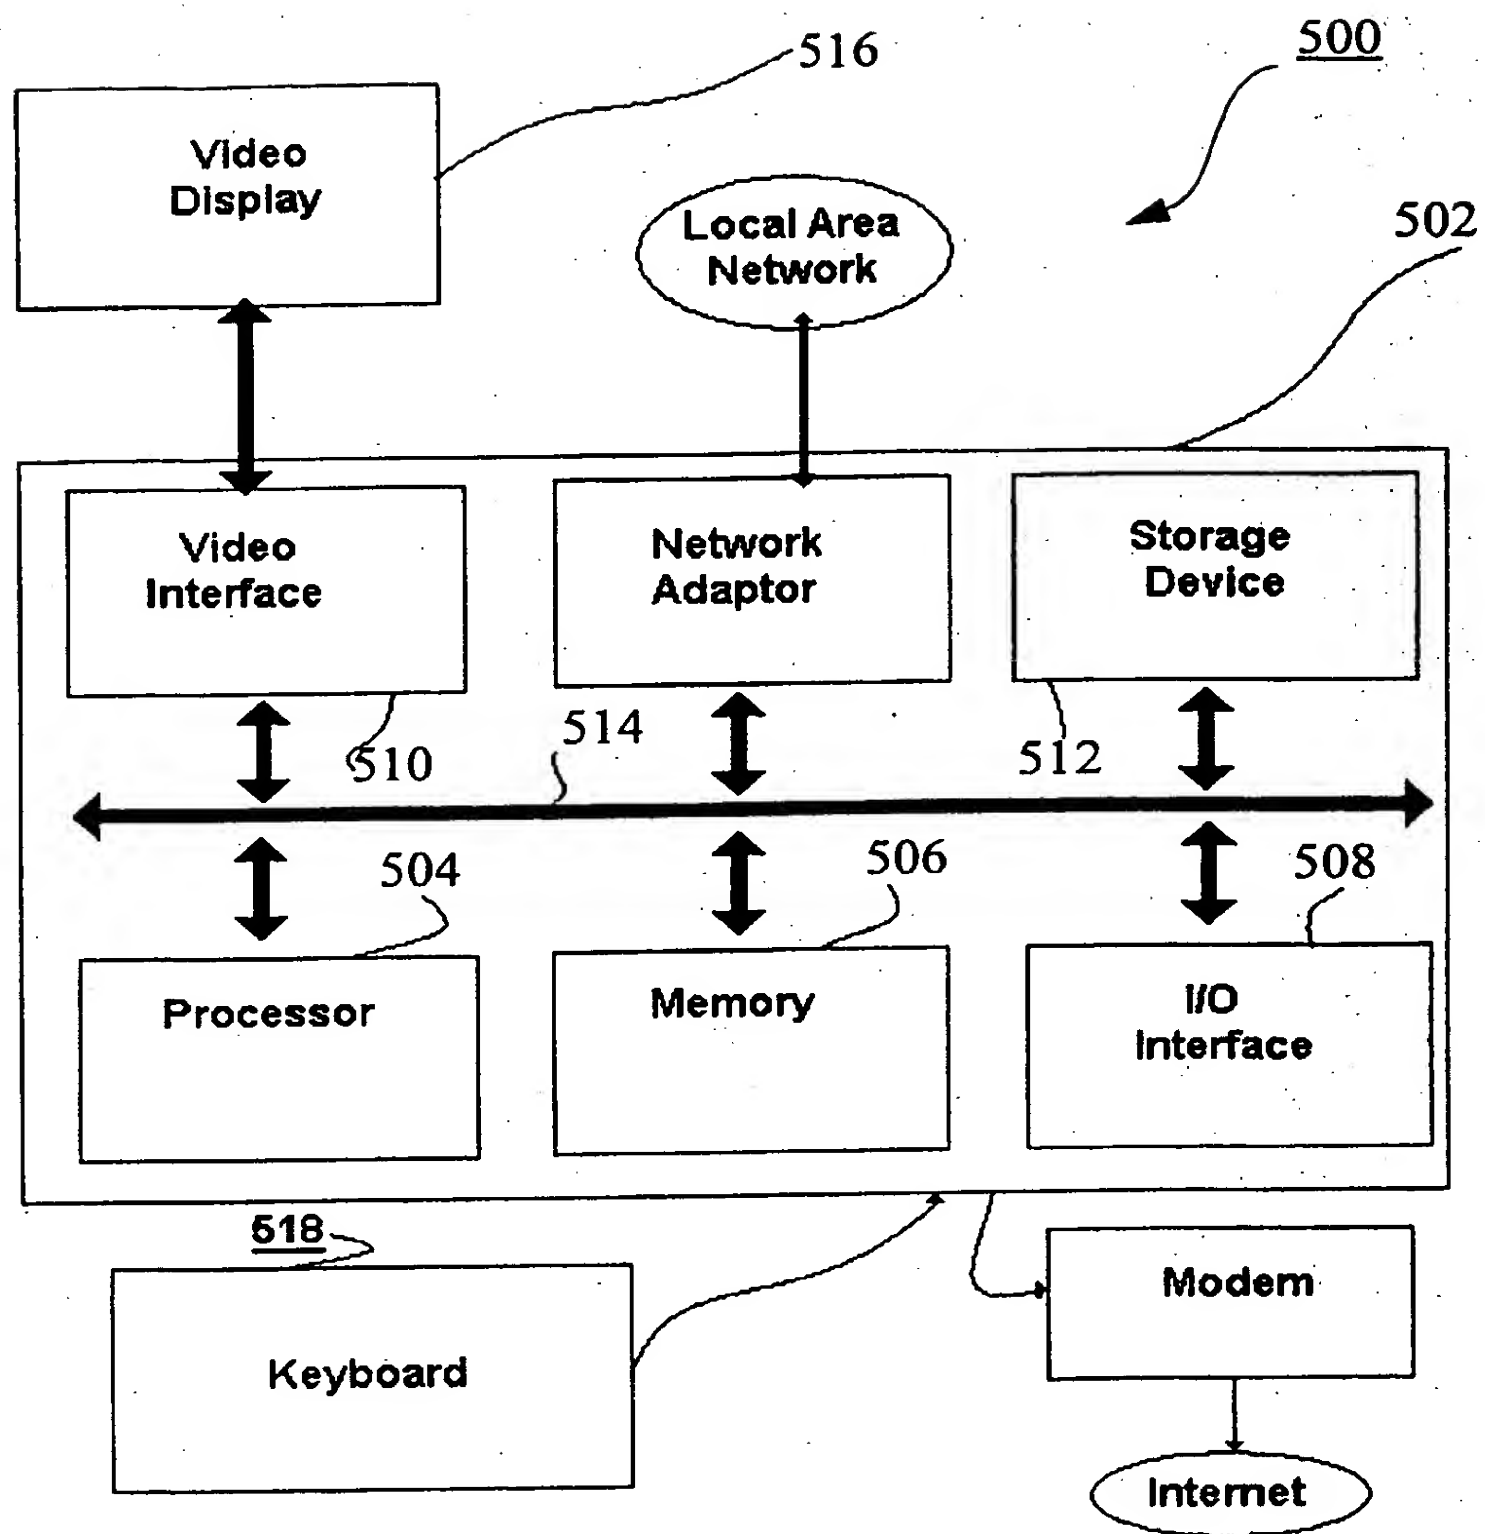 516
500
Video
Display
Local Area
Network
502
Video
Interface
Network
Adaptor
Storage
Device
510
514
512
504
506
508
Processor
Memory
I/O
Interface
518
Keyboard
Modem
Internet